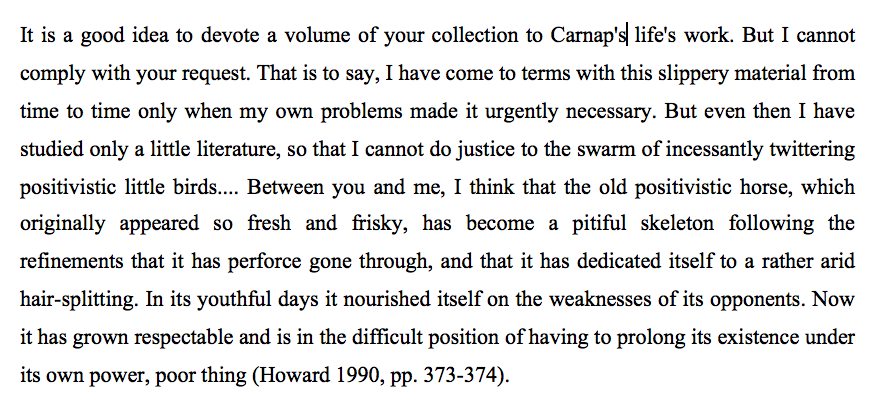 It is a good idea to devote a volume of your collection to Carnap's life's work. But I cannot
comply with your request. That is to say, I have come to terms with this slippery material from
time to time only when my own problems made it urgently necessary. But even then I have
studied only a little literature, so that I cannot do justice to the swarm of incessantly twittering
positivistic little birds.... Between you and me, I think that the old positivistic horse, which
originally appeared so fresh and frisky, has become a pitiful skeleton following the
refinements that it has perforce gone through, and that it has dedicated itself to a rather arid
hair-splitting. In its youthful days it nourished itself on the weaknesses of its opponents. Now
it has grown respectable and is in the difficult position of having to prolong its existence under
its own power, poor thing (Howard 1990, pp. 373-374).